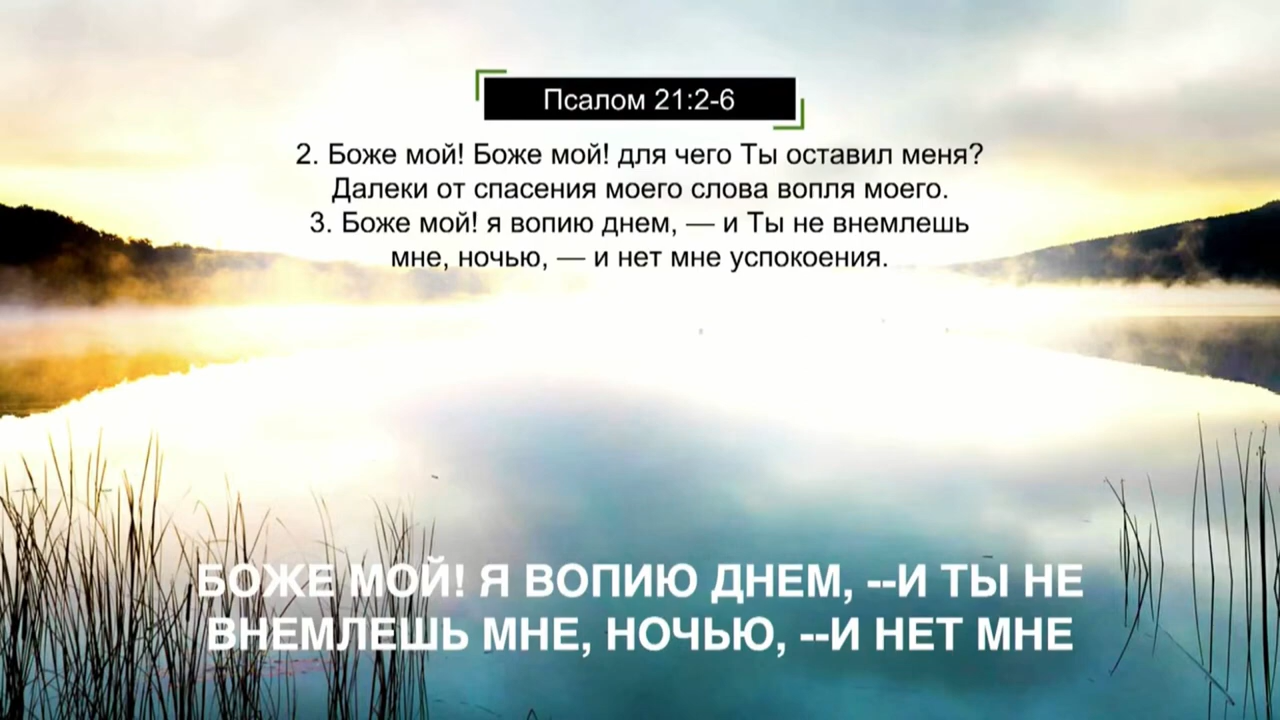 Псалом 21:2-6
2. Боже мой! Боже мой! для чего Ты оставил меня?
Далеки от спасения моего слова вопля моего.
3. Боже мой! я вопию днем, — и Ты не внемлешь
мне, ночью, — и нет мне успокоения.
БОЖЕ МОЙ! Я ВОПИЮ ДНЕМ, --И ТЫ НЕ
ВНЕМЛЕШЬ МНЕ, НОЧЬЮ, --И НЕТ МНЕ